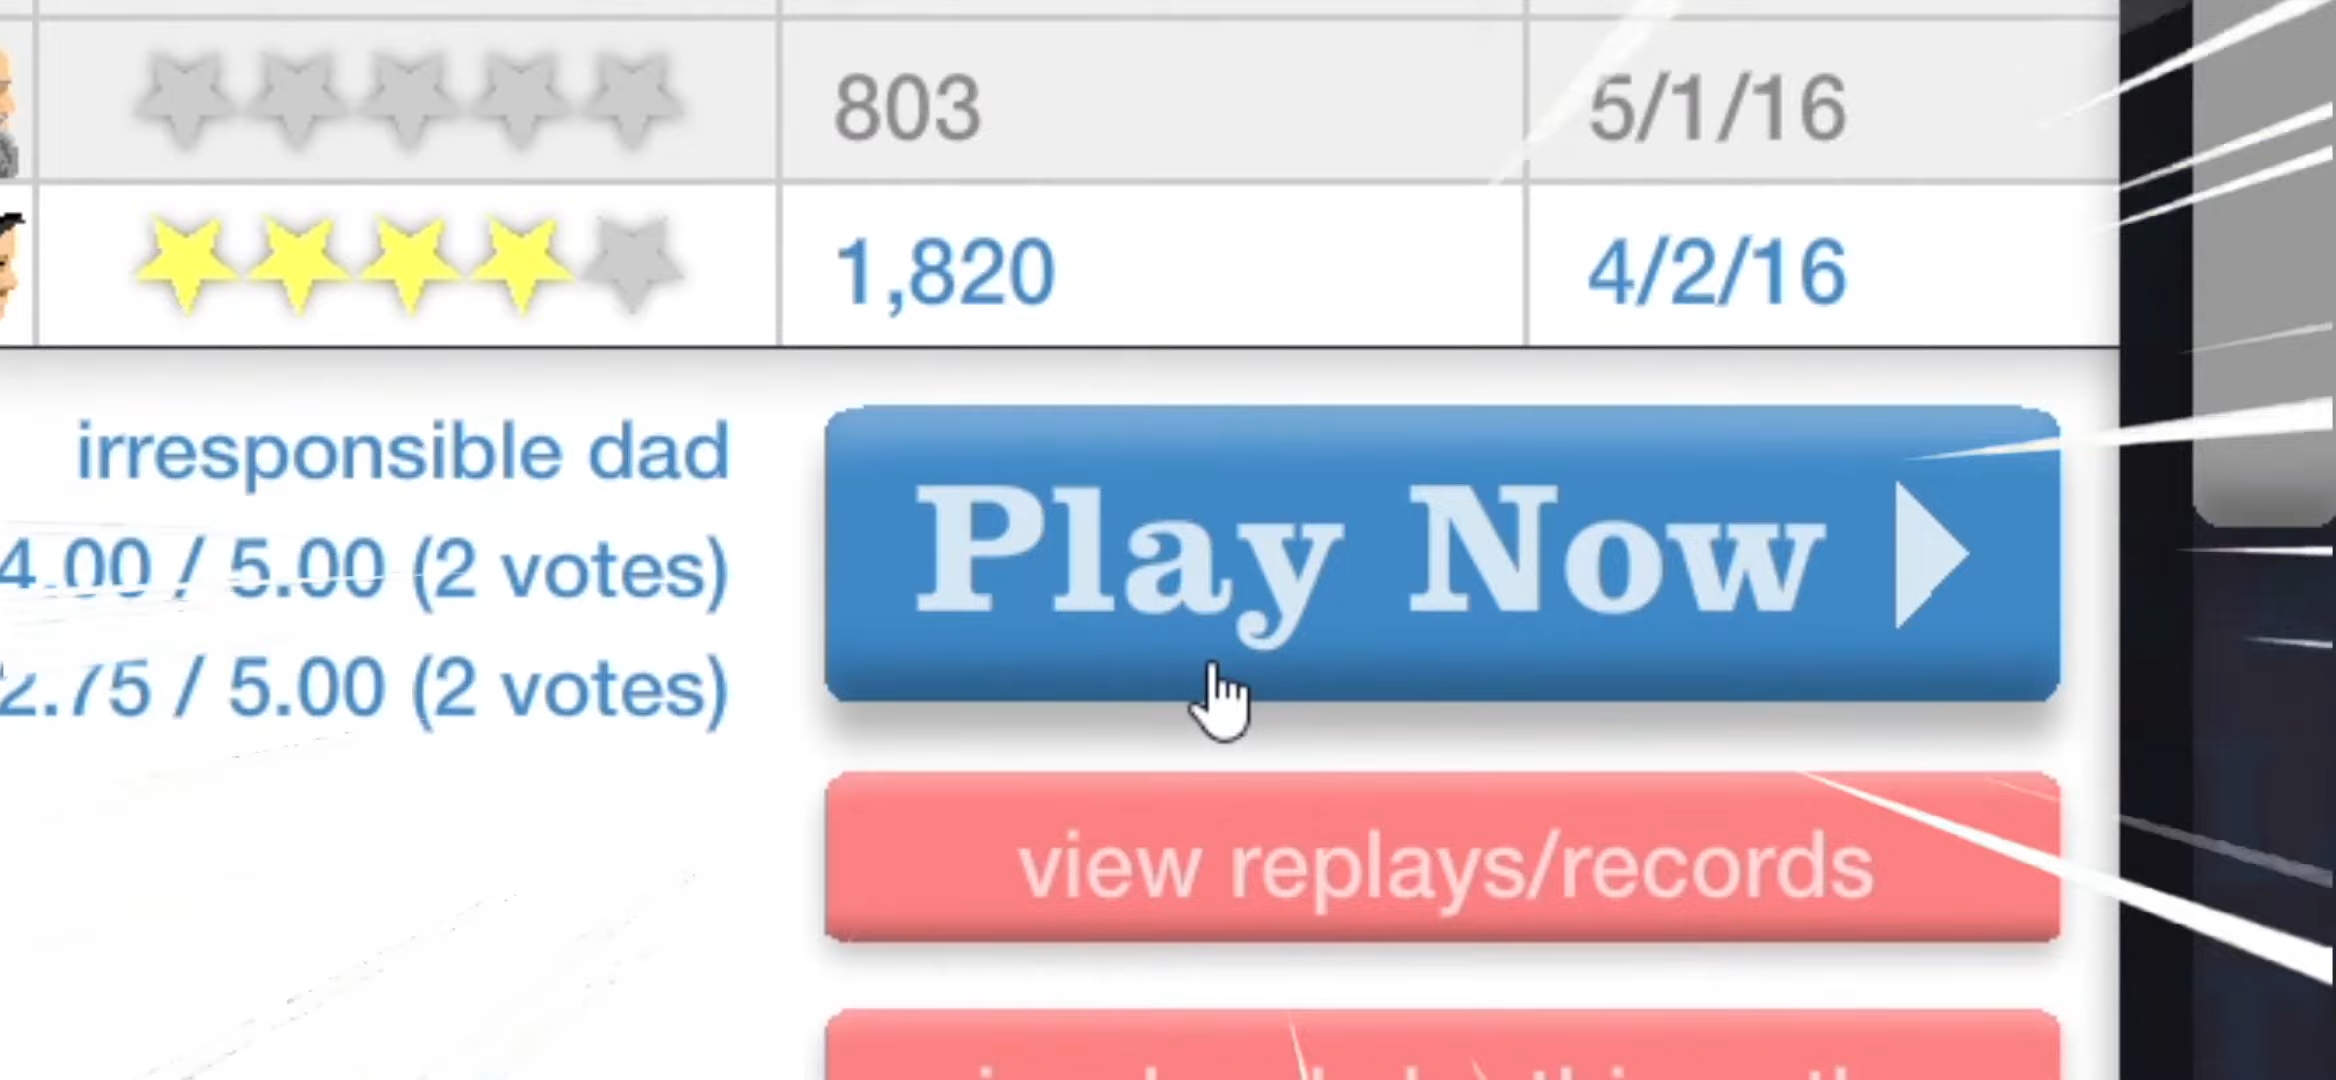 803 5/1/16
1,820 4/2/16
irresponsible dad
4.00 / 5.00 (2 votes)
2.75 / 5.00 (2 votes)
Play Now
view replays/records